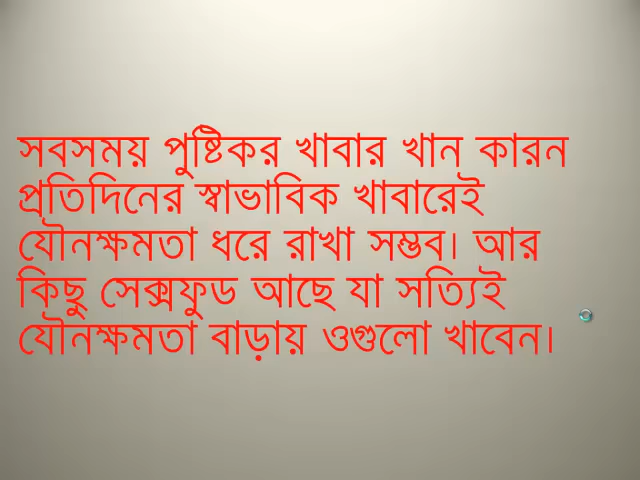 সবসময় পুষ্টিকর খাবার খান কারন
প্রতিদিনের স্বাভাবিক খাবারেই
যৌনক্ষমতা ধরে রাখা সম্ভব। আর
কিছু সেক্সফুড আছে যা সত্যিই
যৌনক্ষমতা বাড়ায় ওগুলো খাবেন।